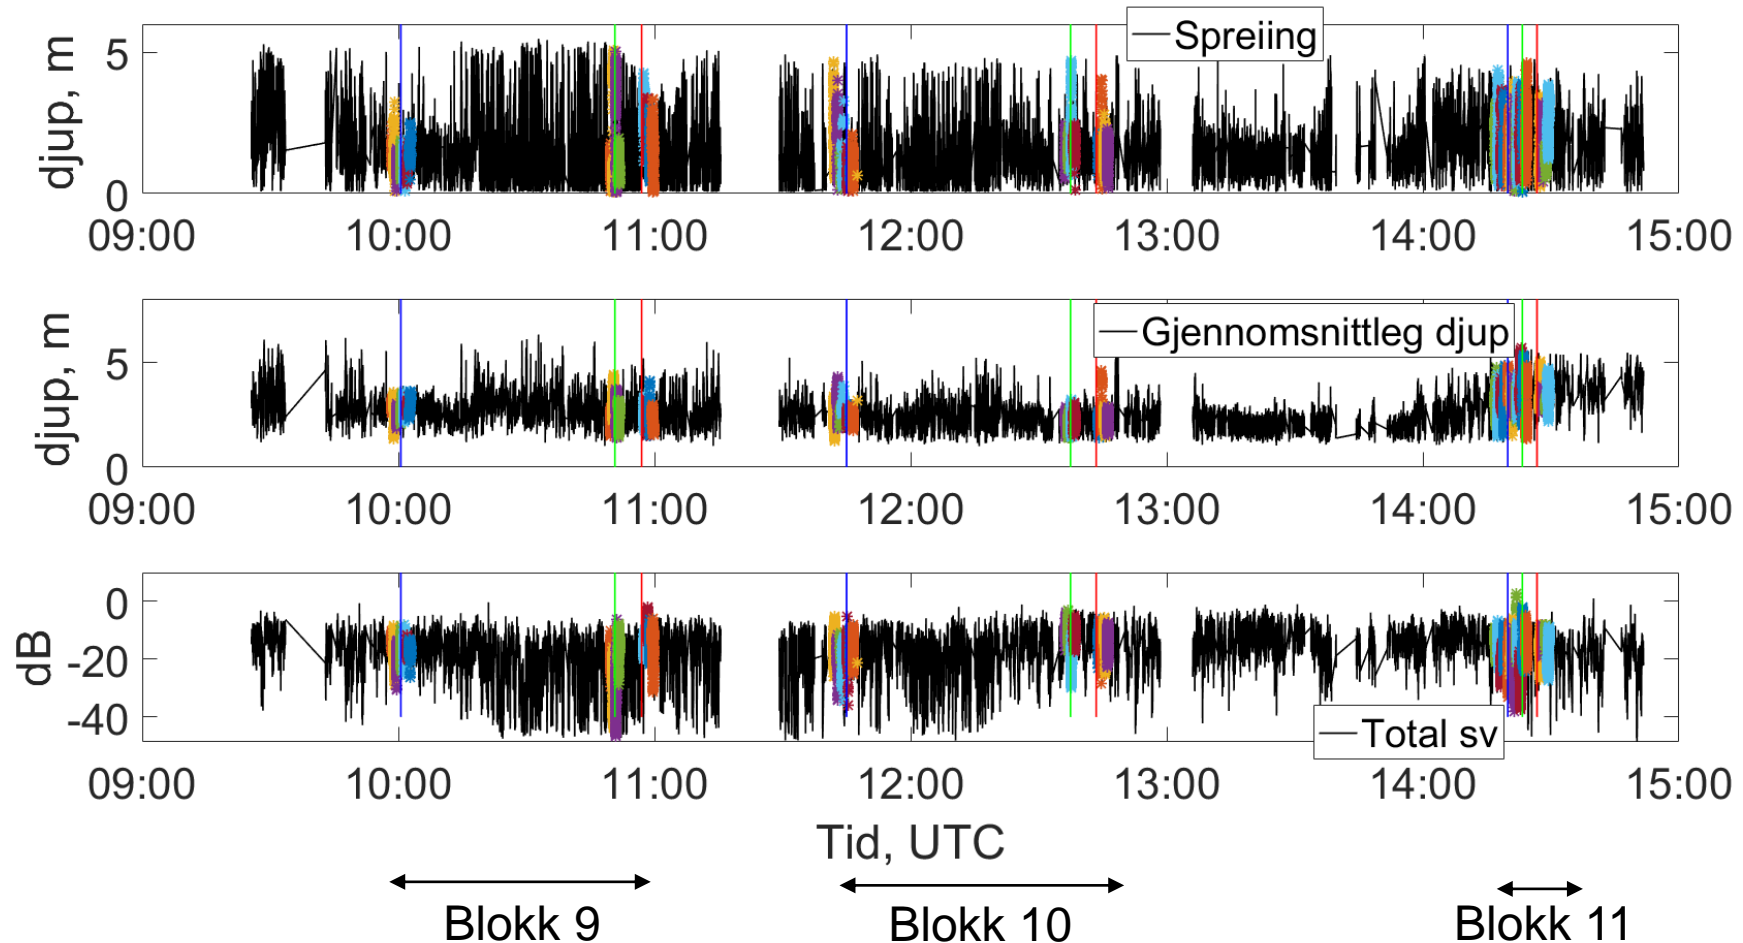 Spreiing
djup, m
5
0
09:00 10:00 11:00 12:00 13:00 14:00 15:00
Gjennomsnittleg djup
djup, m
5
0
09:00 10:00 11:00 12:00 13:00 14:00 15:00
dB
0
-20
-40
Total sv
09:00 10:00 11:00 12:00 13:00 14:00 15:00
Tid, UTC
Blokk 9 Blokk 10 Blokk 11